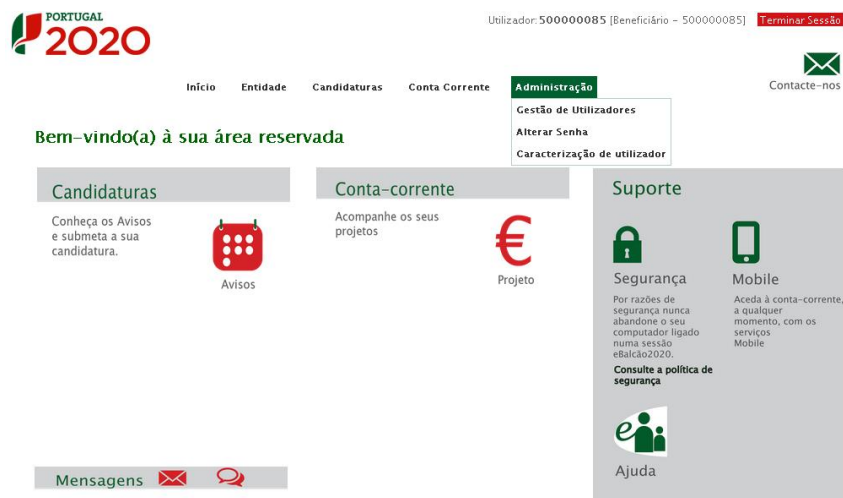 PORTUGAL
2020
Utilizador: 500000085 [Beneficiário - 500000085] Terminar Sessão
Contacte-nos
Início Entidade Candidaturas Conta Corrente Administração
Gestão de Utilizadores
Alterar Senha
Caracterização de utilizador
Bem-vindo(a) à sua área reservada
Candidaturas
Conheça os Avisos
e submeta a sua
candidatura.
Avisos
Conta-corrente
Acompanhe os seus
projetos
€
Projeto
Suporte
Segurança
Por razões de
segurança nunca
abandone o seu
computador ligado
numa sessão
eBalcão2020.
Consulte a política de
segurança
Mobile
Aceda à conta-corrente,
a qualquer
momento, com os
serviços
Mobile
e
Ajuda
Mensagens